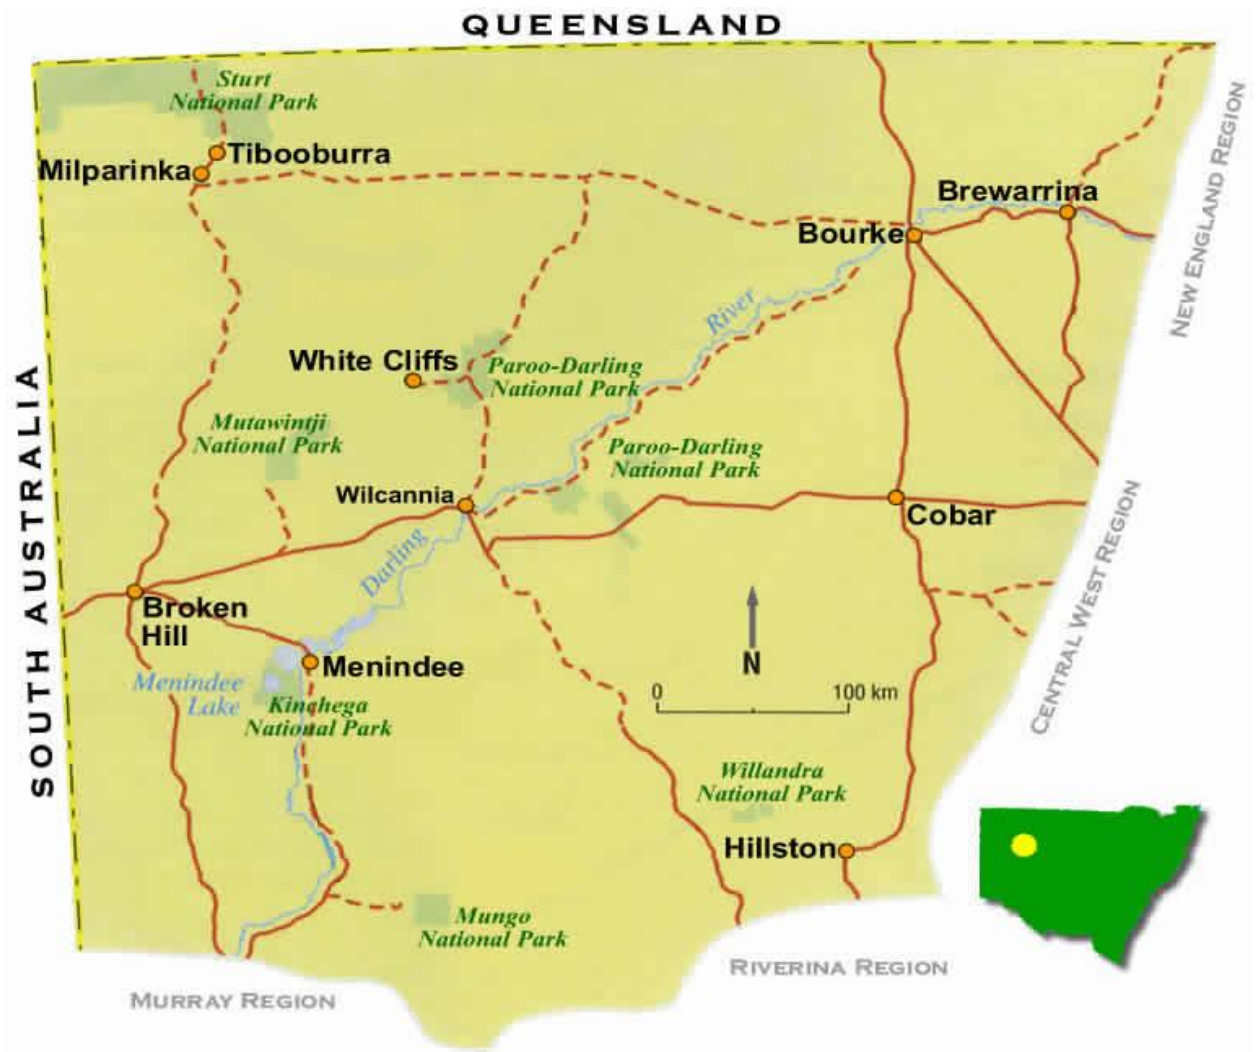 QUEENSLAND
Sturt
National Park
Tibooburra
Milparinka
Brewarrina
Bourke
NEW ENGLAND REGION
River
White Cliffs
Paroo-Darling
National Park
SOUTH AUSTRALIA
Mutawintji
National Park
Paroo-Darling
National Park
Wilcannia
Cobar
Darling
CENTRAL WEST REGION
Broken
Hill
Menindee
Menindee
Lake
N
0 100 km
Kinchega
National Park
Willandra
National Park
Hillston
Mungo
National Park
RIVERINA REGION
MURRAY REGION